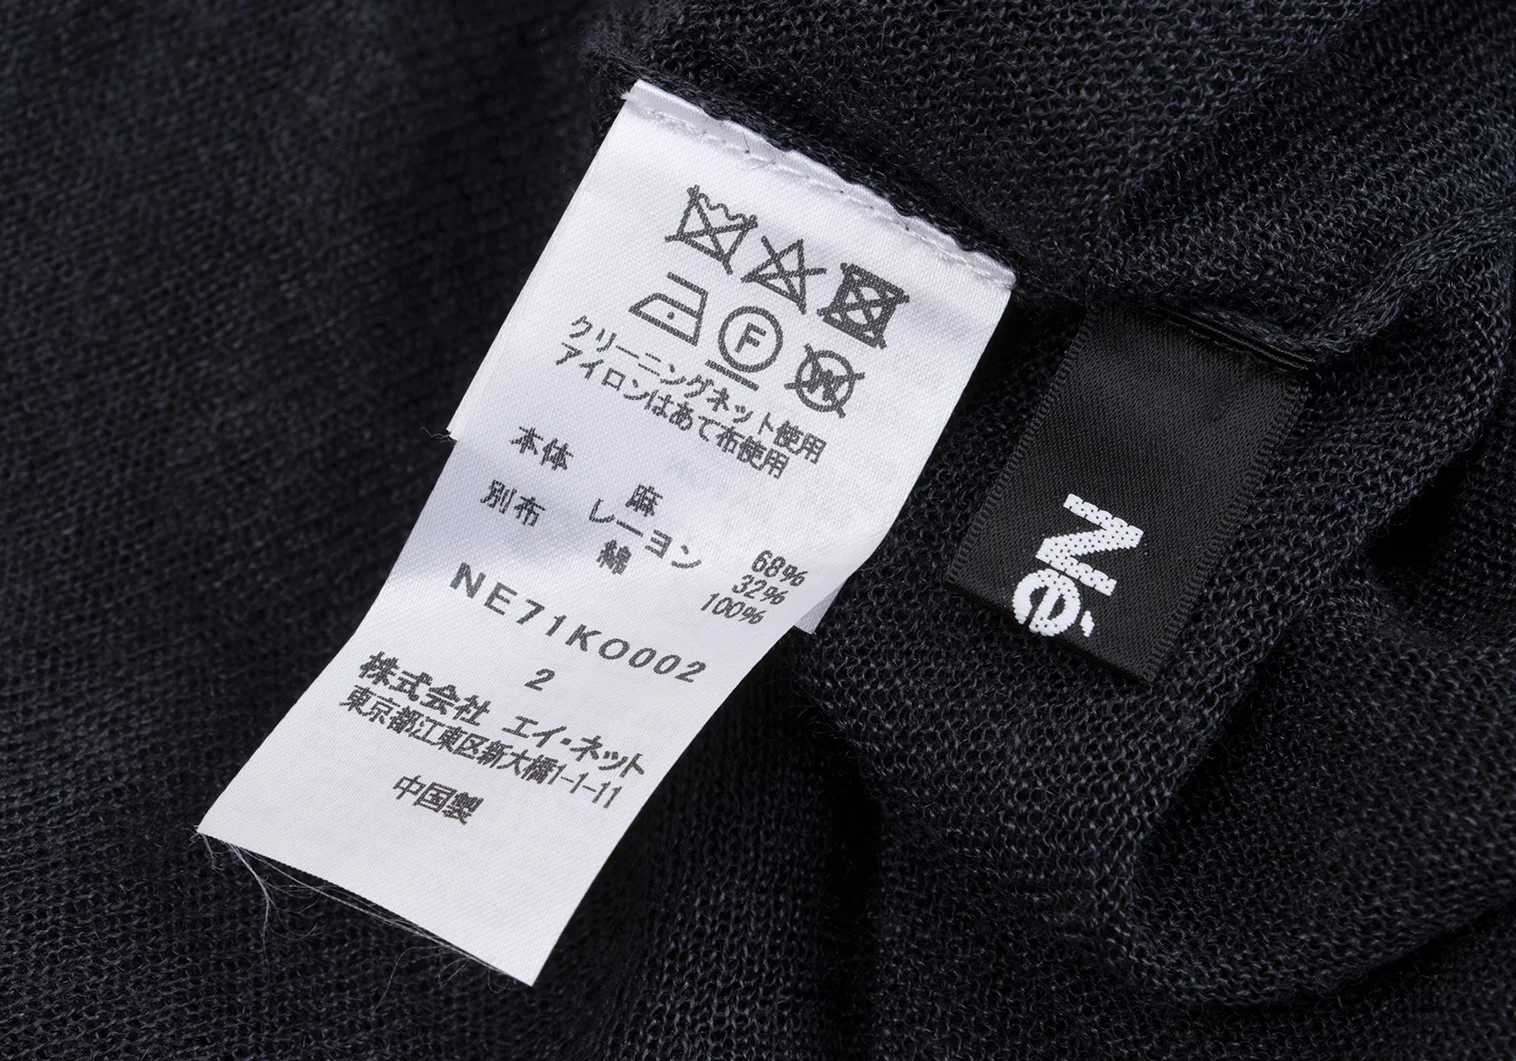 F
W
クリーニングネット使用
アイロンはあて布使用
本体 麻 68%
レーヨン 32%
別布 綿 100%
NE71KO002
2
株式会社 エイ・ネット
東京都江東区新大橋1-1-11
中国製
Né